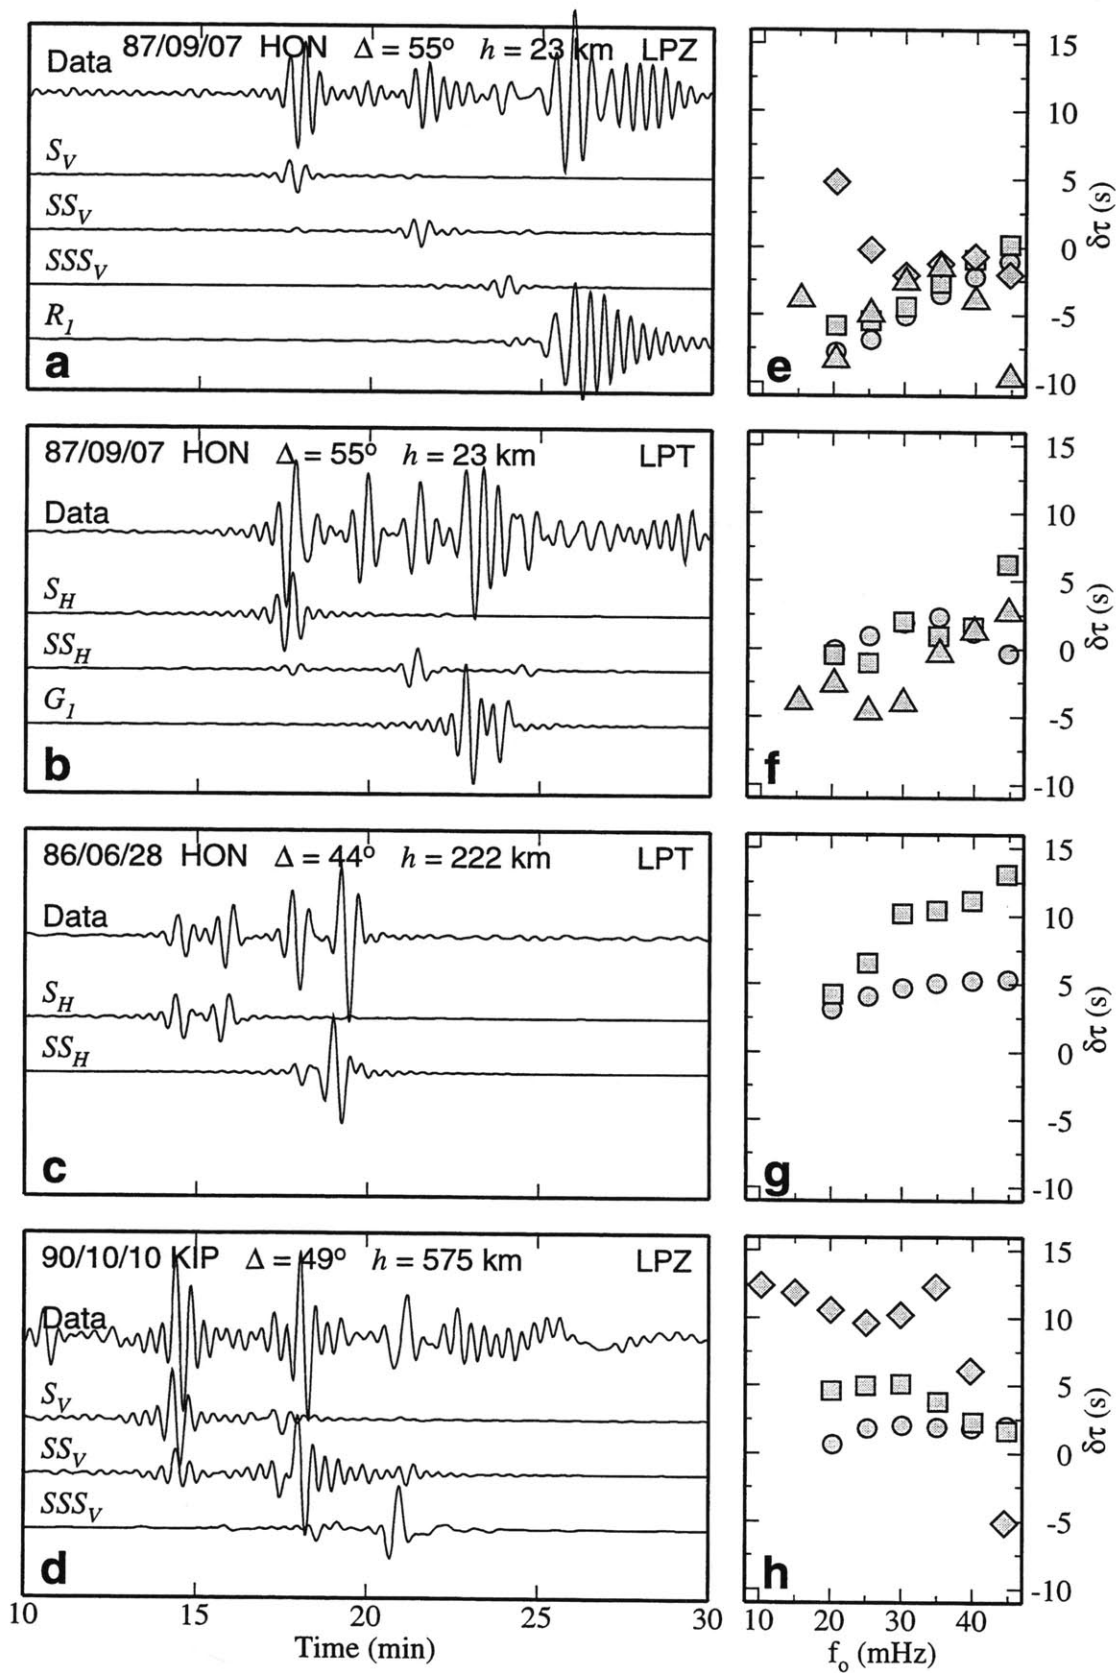 87/09/07 HON Δ = 55° h = 23 km LPZ
Data
S_V
SS_V
SSS_V
R_1
a
15
10
5
0
-5
-10
δτ (s)
e
87/09/07 HON Δ = 55° h = 23 km LPT
Data
S_H
SS_H
G_1
b
15
10
5
0
-5
-10
δτ (s)
f
86/06/28 HON Δ = 44° h = 222 km LPT
Data
S_H
SS_H
c
15
10
5
0
-5
-10
δτ (s)
g
90/10/10 KIP Δ = 49° h = 575 km LPZ
Data
S_V
SS_V
SSS_V
d
10 15 20 25 30
Time (min)
15
10
5
0
-5
-10
δτ (s)
h
10 20 30 40
f_o (mHz)